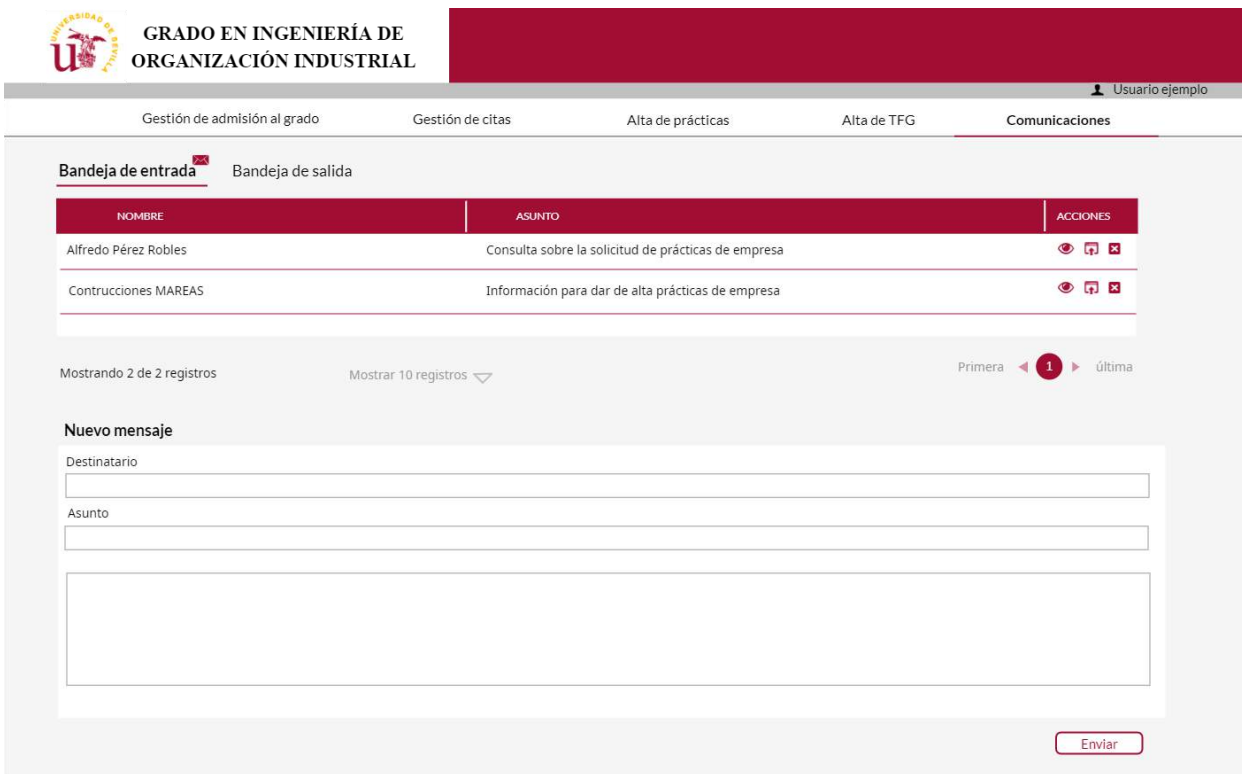 UNIVERSIDAD DE SEVILLA
GRADO EN INGENIERÍA DE
ORGANIZACIÓN INDUSTRIAL
Usuario ejemplo
Gestión de admisión al grado Gestión de citas Alta de prácticas Alta de TFG Comunicaciones
Bandeja de entrada Bandeja de salida
NOMBRE ASUNTO ACCIONES
Alfredo Pérez Robles Consulta sobre la solicitud de prácticas de empresa
Contrucciones MAREAS Información para dar de alta prácticas de empresa
Mostrando 2 de 2 registros Mostrar 10 registros Primera 1 última
Nuevo mensaje
Destinatario
Asunto
Enviar